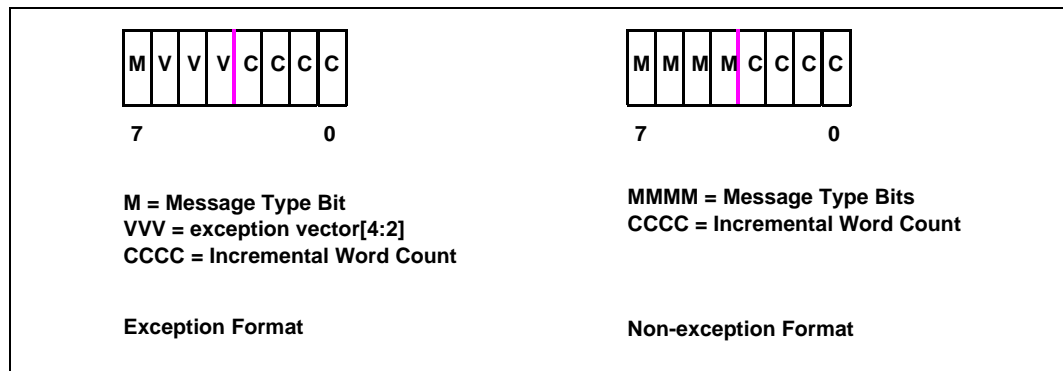 M V V V C C C C
7 0
M = Message Type Bit
VVV = exception vector[4:2]
CCCC = Incremental Word Count
Exception Format
M M M M C C C C
7 0
MMMM = Message Type Bits
CCCC = Incremental Word Count
Non-exception Format